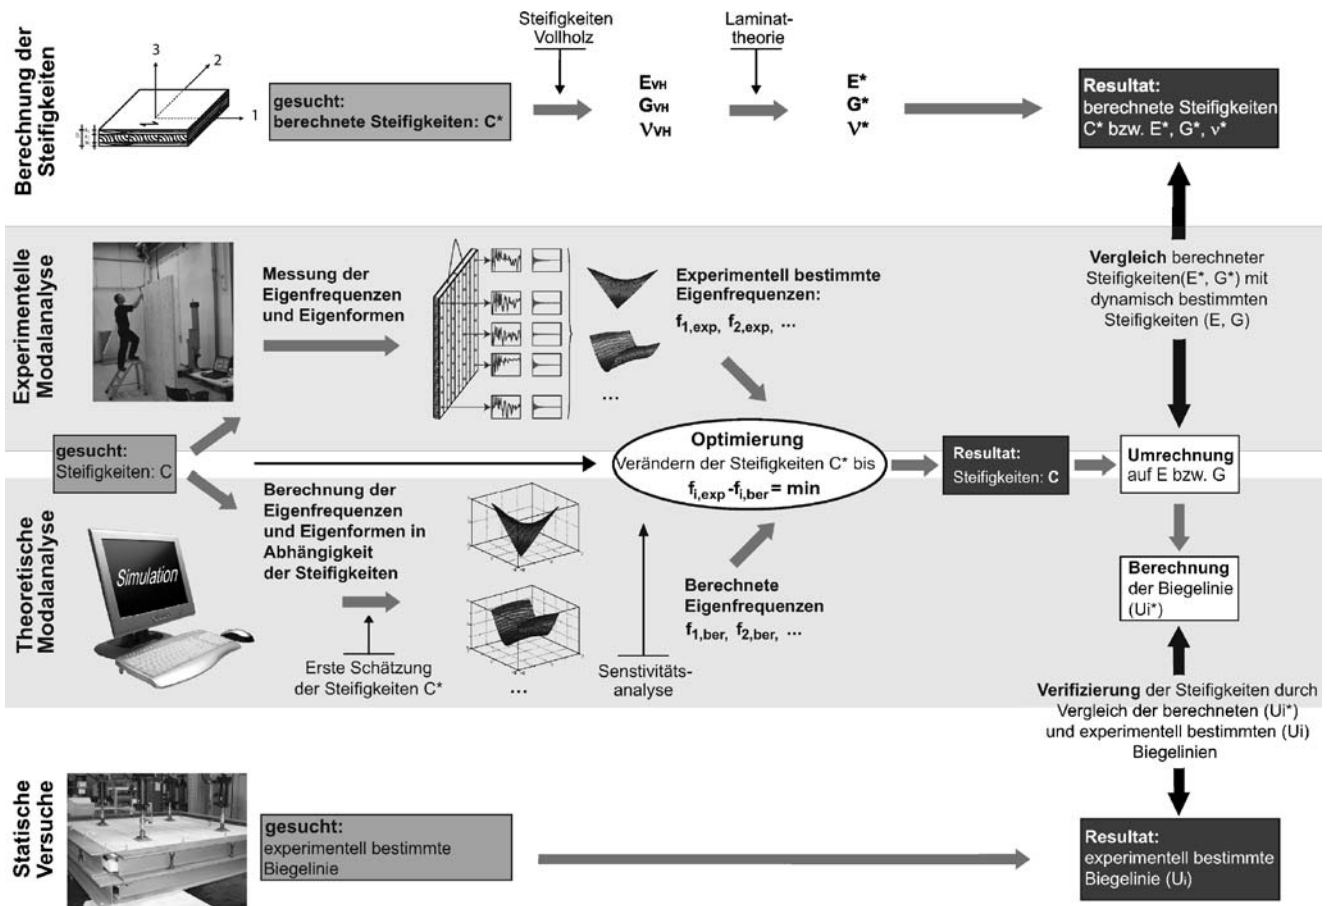 Berechnung der
Steifigkeiten
3
2
1
gesucht:
berechnete Steifigkeiten: C*
Steifigkeiten
Vollholz
EVH
GVH
νVH
Laminat-
theorie
E*
G*
ν*
Resultat:
berechnete Steifigkeiten
C* bzw. E*, G*, ν*
Experimentelle
Modalanalyse
Messung der
Eigenfrequenzen
und Eigenformen
...
Experimentell bestimmte
Eigenfrequenzen:
f1,exp, f2,exp, ...
Vergleich berechneter
Steifigkeiten(E*, G*) mit
dynamisch bestimmten
Steifigkeiten (E, G)
gesucht:
Steifigkeiten: C
Optimierung
Verändern der Steifigkeiten C* bis
fi,exp-fi,ber = min
Resultat:
Steifigkeiten: C
Umrechnung
auf E bzw. G
Theoretische
Modalanalyse
Simulation
Berechnung der
Eigenfrequenzen
und Eigenformen in
Abhängigkeit
der Steifigkeiten
Erste Schätzung
der Steifigkeiten C*
...
Senstivitäts-
analyse
Berechnete
Eigenfrequenzen
f1,ber, f2,ber, ...
Berechnung
der Biegelinie
(Ui*)
Verifizierung der Steifigkeiten durch
Vergleich der berechneten (Ui*)
und experimentell bestimmten (Ui)
Biegelinien
Statische
Versuche
gesucht:
experimentell bestimmte
Biegelinie
Resultat:
experimentell bestimmte
Biegelinie (Ui)